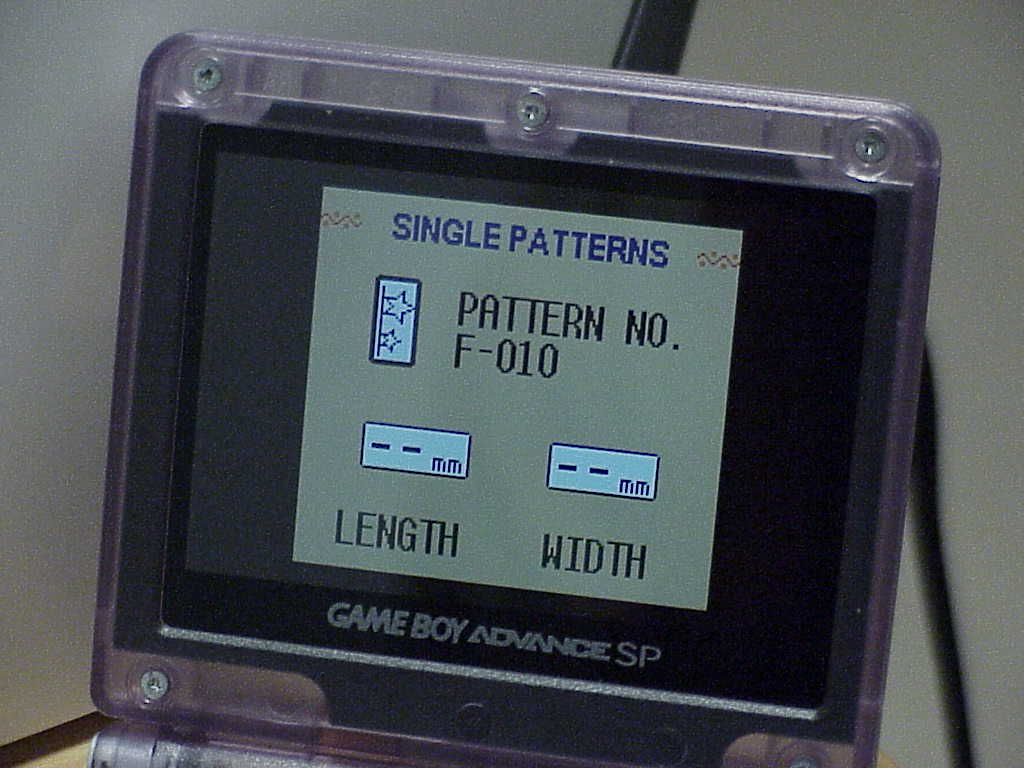 SINGLE PATTERNS
PATTERN NO.
F-010
-- mm
-- mm
LENGTH
WIDTH
GAME BOY ADVANCE SP